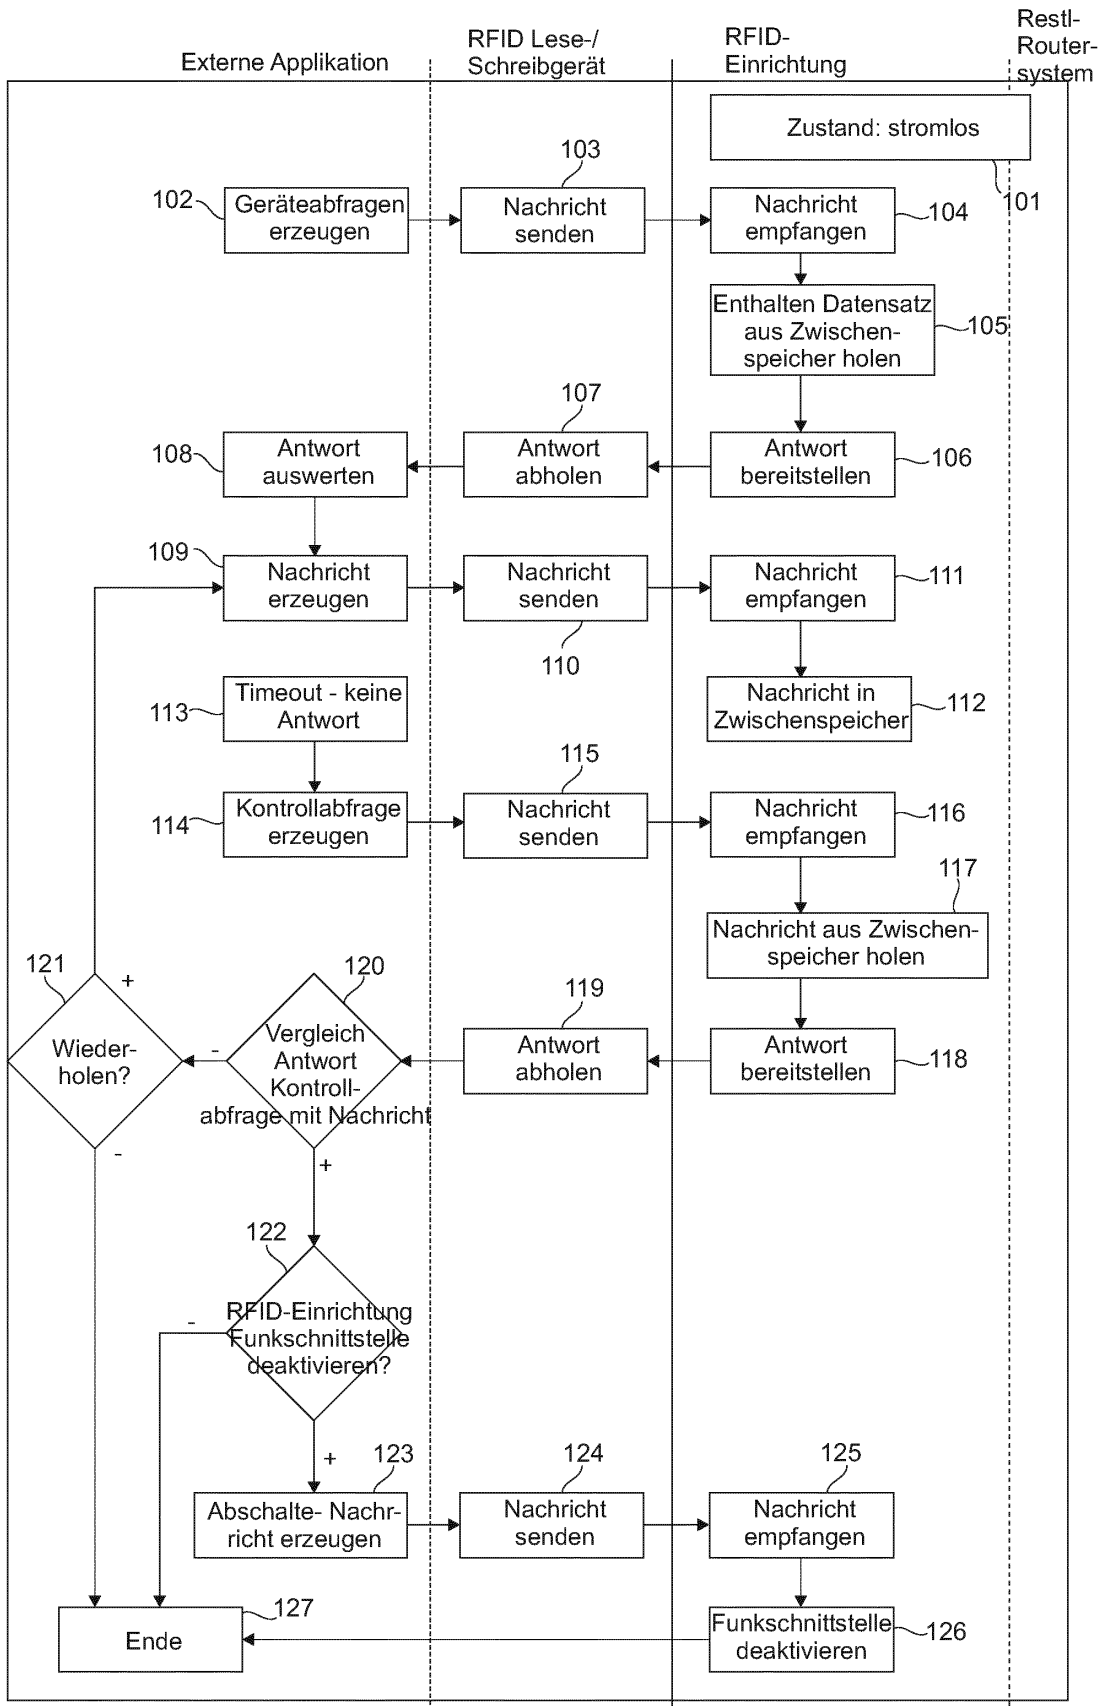 Externe Applikation
RFID Lese-/
Schreibgerät
RFID-
Einrichtung
Restl-
Router-
system
Zustand: stromlos
101
102
Geräteabfragen
erzeugen
103
Nachricht
senden
Nachricht
empfangen
104
Enthalten Datensatz
aus Zwischen-
speicher holen
105
108
Antwort
auswerten
107
Antwort
abholen
Antwort
bereitstellen
106
109
Nachricht
erzeugen
Nachricht
senden
110
Nachricht
empfangen
111
113
Timeout - keine
Antwort
Nachricht in
Zwischenspeicher
112
114
Kontrollabfrage
erzeugen
115
Nachricht
senden
Nachricht
empfangen
116
117
Nachricht aus Zwischen-
speicher holen
121
+
Wieder-
holen?
-
-
120
Vergleich
Antwort
Kontroll-
abfrage mit Nachricht
+
119
Antwort
abholen
Antwort
bereitstellen
118
122
RFID-Einrichtung
Funkschnittstelle
deaktivieren?
-
+
123
Abschalte- Nachr-
richt erzeugen
124
Nachricht
senden
125
Nachricht
empfangen
127
Ende
Funkschnittstelle
deaktivieren
126